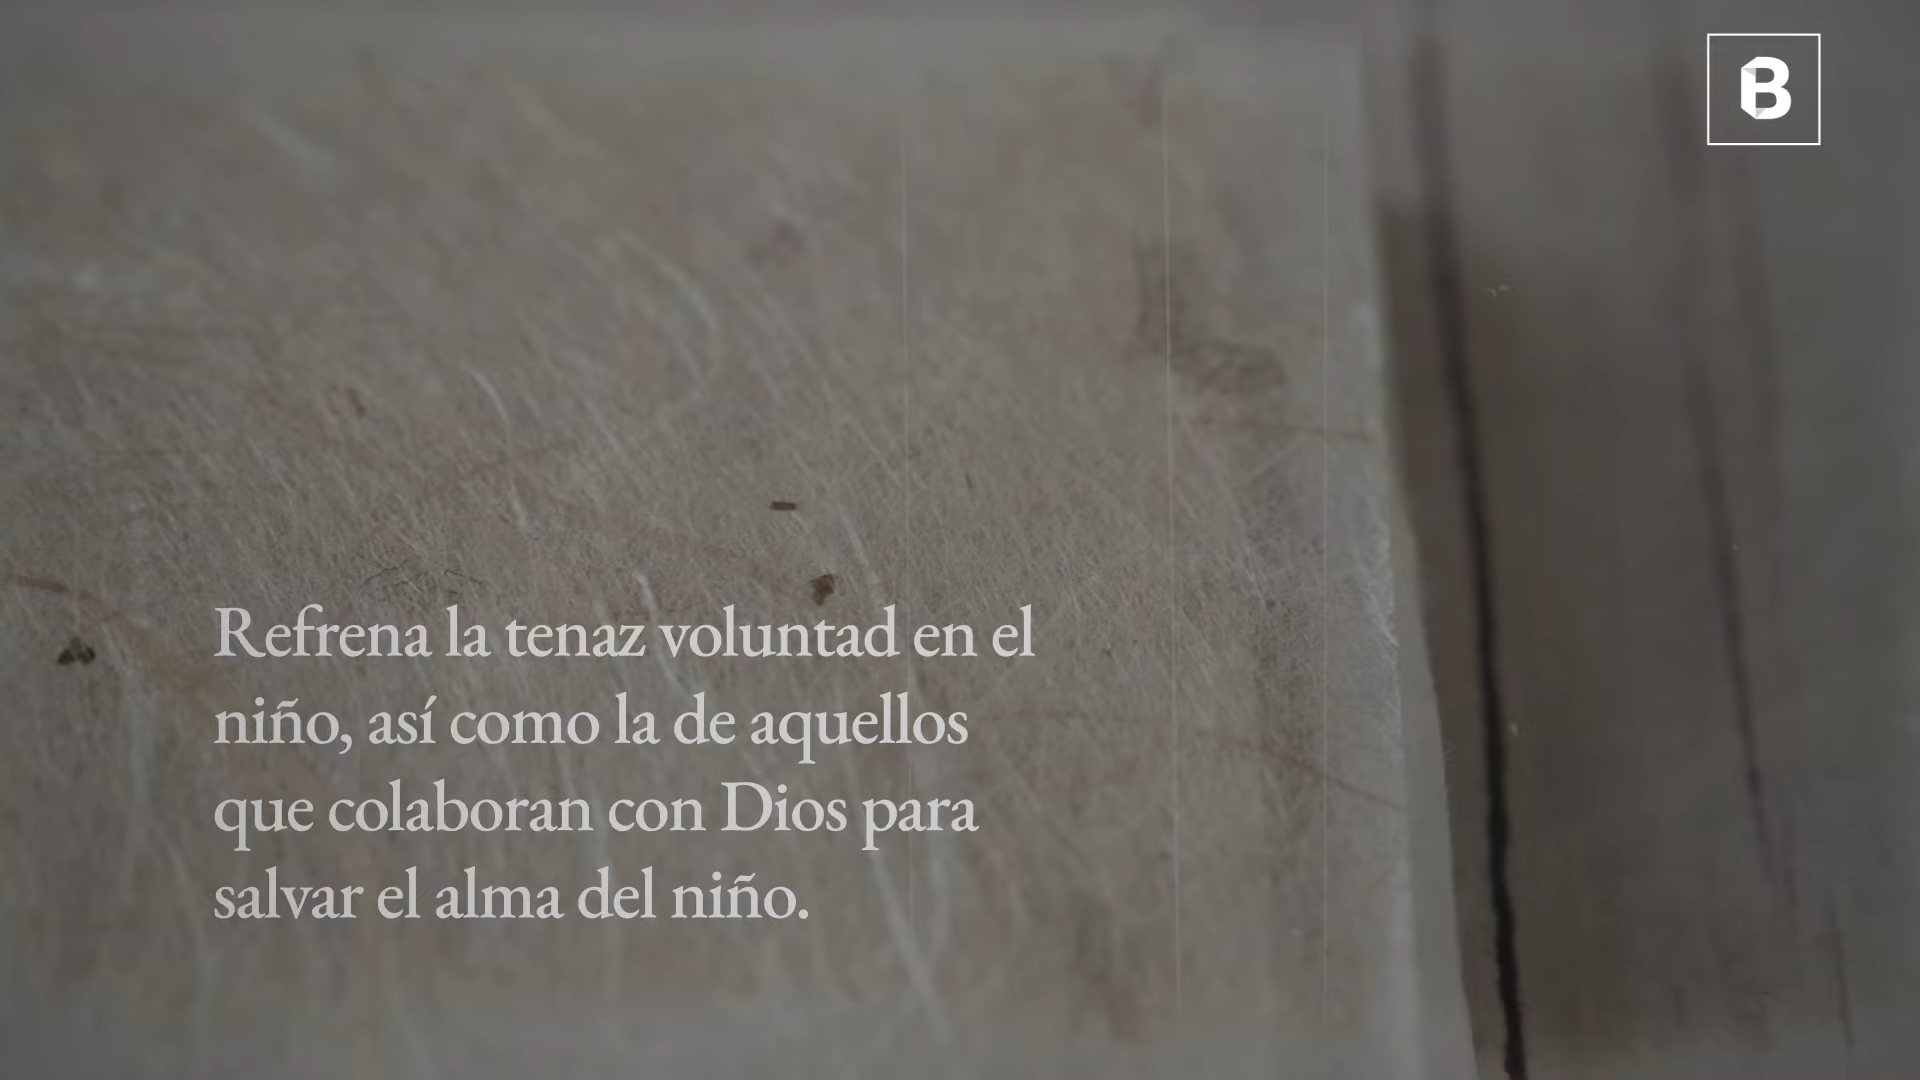 B
Refrena la tenaz voluntad en el
niño, así como la de aquellos
que colaboran con Dios para
salvar el alma del niño.